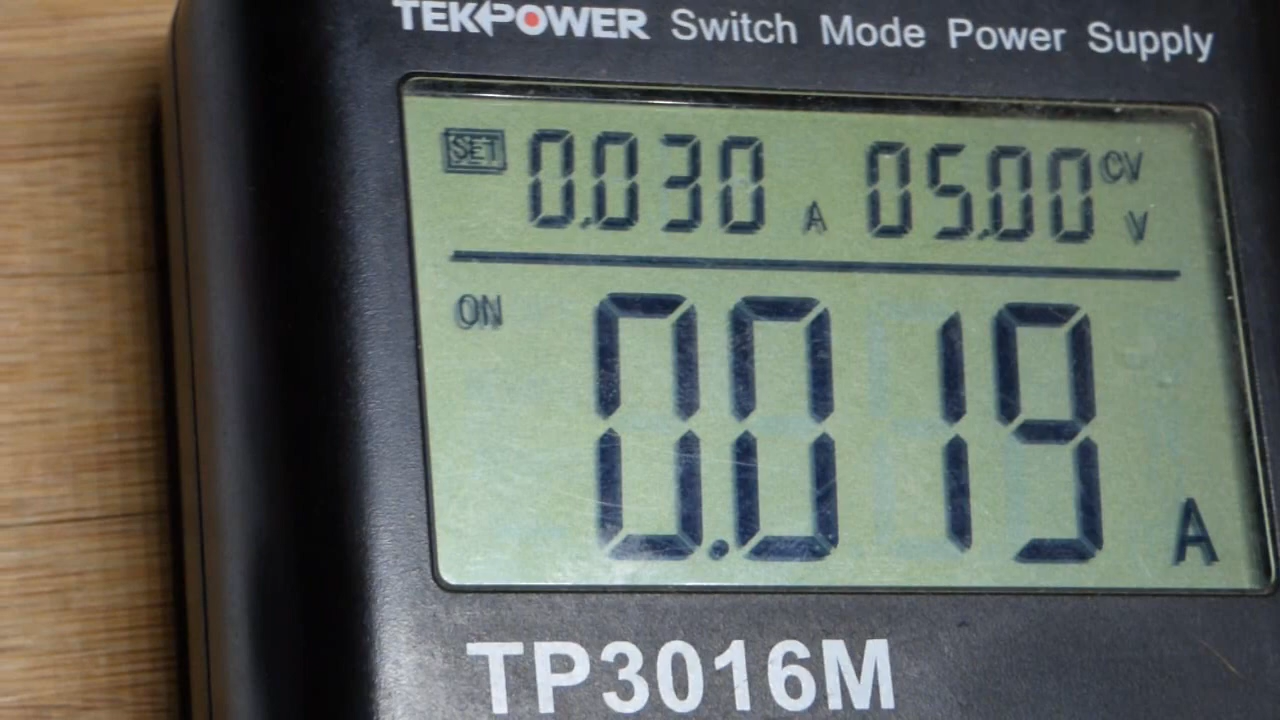 TEKPOWER Switch Mode Power Supply
SET 0.030 A 05.00 CV V
ON 0.019 A
TP3016M